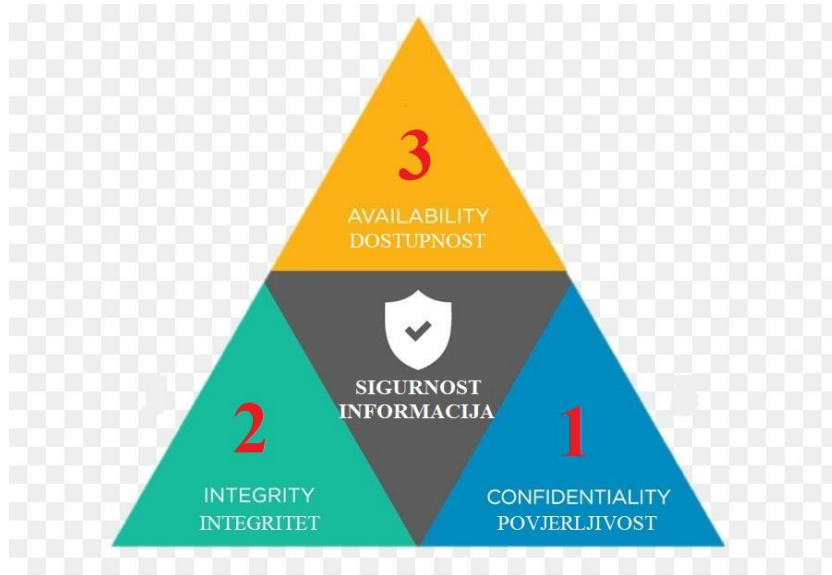 3
AVAILABILITY
DOSTUPNOST
SIGURNOST
INFORMACIJA
2
INTEGRITY
INTEGRITET
1
CONFIDENTIALITY
POVJERLJIVOST